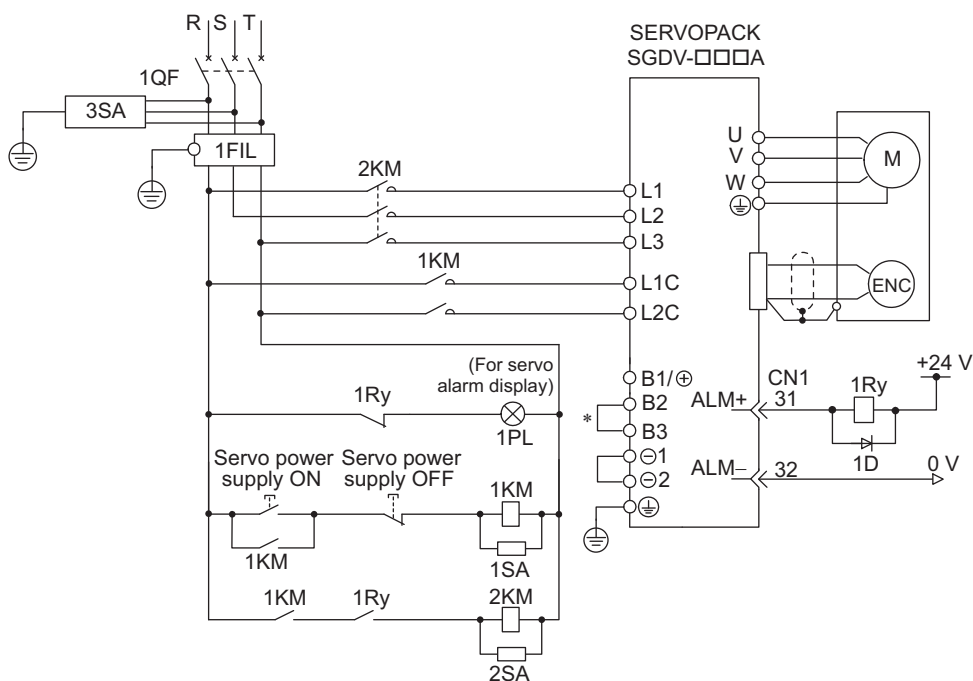 R S T
SERVOPACK
SGDV-□□□A
1QF
3SA
1FIL
2KM
U
V
W
M
L1
L2
L3
1KM
L1C
L2C
ENC
(For servo
alarm display)
1Ry
1PL
B1/⊕
B2
*
B3
⊖1
⊖2
ALM+
CN1
31
1Ry
+24 V
1D
ALM−
32
0 V
Servo power
supply ON
Servo power
supply OFF
1KM
1KM
1SA
1KM
1Ry
2KM
2SA